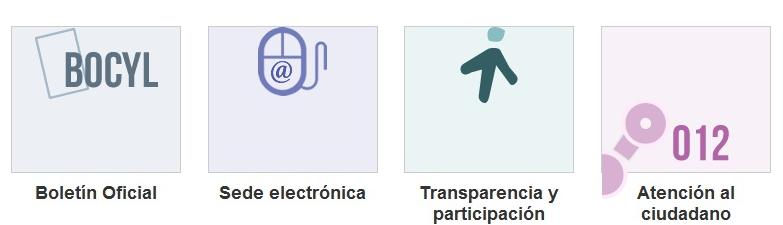 BOCYL
@
012
Boletín Oficial
Sede electrónica
Transparencia y
participación
Atención al
ciudadano